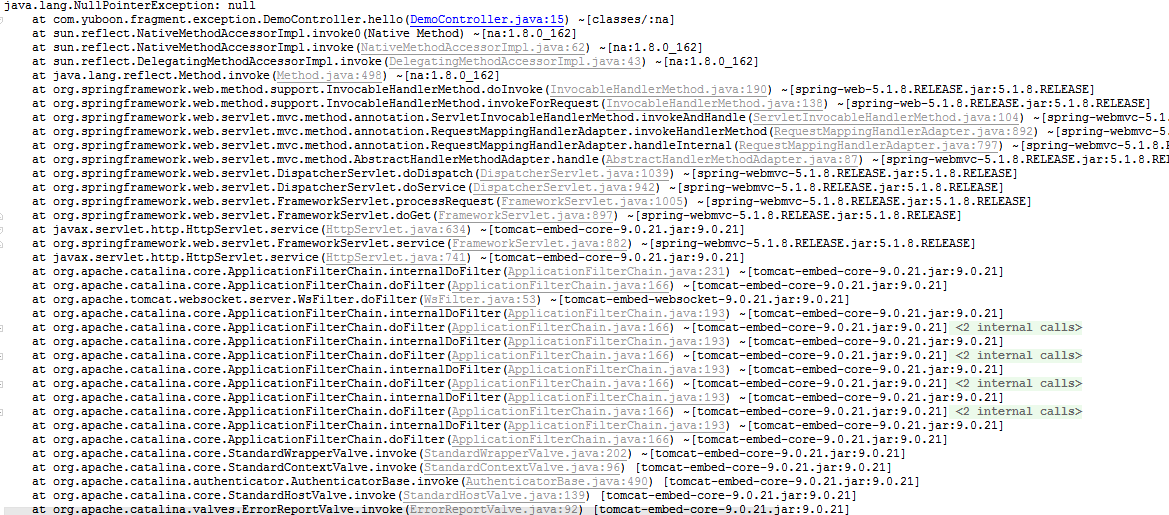 java.lang.NullPointerException: null
at com.yuboon.fragment.exception.DemoController.hello(DemoController.java:15) ~[classes/:na]
at sun.reflect.NativeMethodAccessorImpl.invoke0(Native Method) ~[na:1.8.0_162]
at sun.reflect.NativeMethodAccessorImpl.invoke(NativeMethodAccessorImpl.java:62) ~[na:1.8.0_162]
at sun.reflect.DelegatingMethodAccessorImpl.invoke(DelegatingMethodAccessorImpl.java:43) ~[na:1.8.0_162]
at java.lang.reflect.Method.invoke(Method.java:498) ~[na:1.8.0_162]
at org.springframework.web.method.support.InvocableHandlerMethod.doInvoke(InvocableHandlerMethod.java:190) ~[spring-web-5.1.8.RELEASE.jar:5.1.8.RELEASE]
at org.springframework.web.method.support.InvocableHandlerMethod.invokeForRequest(InvocableHandlerMethod.java:138) ~[spring-web-5.1.8.RELEASE.jar:5.1.8.RELEASE]
at org.springframework.web.servlet.mvc.method.annotation.ServletInvocableHandlerMethod.invokeAndHandle(ServletInvocableHandlerMethod.java:104) ~[spring-webmvc-5.1.
at org.springframework.web.servlet.mvc.method.annotation.RequestMappingHandlerAdapter.invokeHandlerMethod(RequestMappingHandlerAdapter.java:892) ~[spring-webmvc-5.
at org.springframework.web.servlet.mvc.method.annotation.RequestMappingHandlerAdapter.handleInternal(RequestMappingHandlerAdapter.java:797) ~[spring-webmvc-5.1.8.R
at org.springframework.web.servlet.mvc.method.AbstractHandlerMethodAdapter.handle(AbstractHandlerMethodAdapter.java:87) ~[spring-webmvc-5.1.8.RELEASE.jar:5.1.8.RE
at org.springframework.web.servlet.DispatcherServlet.doDispatch(DispatcherServlet.java:1039) ~[spring-webmvc-5.1.8.RELEASE.jar:5.1.8.RELEASE]
at org.springframework.web.servlet.DispatcherServlet.doService(DispatcherServlet.java:942) ~[spring-webmvc-5.1.8.RELEASE.jar:5.1.8.RELEASE]
at org.springframework.web.servlet.FrameworkServlet.processRequest(FrameworkServlet.java:1005) ~[spring-webmvc-5.1.8.RELEASE.jar:5.1.8.RELEASE]
at org.springframework.web.servlet.FrameworkServlet.doGet(FrameworkServlet.java:897) ~[spring-webmvc-5.1.8.RELEASE.jar:5.1.8.RELEASE]
at javax.servlet.http.HttpServlet.service(HttpServlet.java:634) ~[tomcat-embed-core-9.0.21.jar:9.0.21]
at org.springframework.web.servlet.FrameworkServlet.service(FrameworkServlet.java:882) ~[spring-webmvc-5.1.8.RELEASE.jar:5.1.8.RELEASE]
at javax.servlet.http.HttpServlet.service(HttpServlet.java:741) ~[tomcat-embed-core-9.0.21.jar:9.0.21]
at org.apache.catalina.core.ApplicationFilterChain.internalDoFilter(ApplicationFilterChain.java:231) ~[tomcat-embed-core-9.0.21.jar:9.0.21]
at org.apache.catalina.core.ApplicationFilterChain.doFilter(ApplicationFilterChain.java:166) ~[tomcat-embed-core-9.0.21.jar:9.0.21]
at org.apache.tomcat.websocket.server.WsFilter.doFilter(WsFilter.java:53) ~[tomcat-embed-websocket-9.0.21.jar:9.0.21]
at org.apache.catalina.core.ApplicationFilterChain.internalDoFilter(ApplicationFilterChain.java:193) ~[tomcat-embed-core-9.0.21.jar:9.0.21]
at org.apache.catalina.core.ApplicationFilterChain.doFilter(ApplicationFilterChain.java:166) ~[tomcat-embed-core-9.0.21.jar:9.0.21] <2 internal calls>
at org.apache.catalina.core.ApplicationFilterChain.internalDoFilter(ApplicationFilterChain.java:193) ~[tomcat-embed-core-9.0.21.jar:9.0.21]
at org.apache.catalina.core.ApplicationFilterChain.doFilter(ApplicationFilterChain.java:166) ~[tomcat-embed-core-9.0.21.jar:9.0.21] <2 internal calls>
at org.apache.catalina.core.ApplicationFilterChain.internalDoFilter(ApplicationFilterChain.java:193) ~[tomcat-embed-core-9.0.21.jar:9.0.21]
at org.apache.catalina.core.ApplicationFilterChain.doFilter(ApplicationFilterChain.java:166) ~[tomcat-embed-core-9.0.21.jar:9.0.21] <2 internal calls>
at org.apache.catalina.core.ApplicationFilterChain.internalDoFilter(ApplicationFilterChain.java:193) ~[tomcat-embed-core-9.0.21.jar:9.0.21]
at org.apache.catalina.core.ApplicationFilterChain.doFilter(ApplicationFilterChain.java:166) ~[tomcat-embed-core-9.0.21.jar:9.0.21] <2 internal calls>
at org.apache.catalina.core.ApplicationFilterChain.internalDoFilter(ApplicationFilterChain.java:193) ~[tomcat-embed-core-9.0.21.jar:9.0.21]
at org.apache.catalina.core.ApplicationFilterChain.doFilter(ApplicationFilterChain.java:166) ~[tomcat-embed-core-9.0.21.jar:9.0.21]
at org.apache.catalina.core.StandardWrapperValve.invoke(StandardWrapperValve.java:202) ~[tomcat-embed-core-9.0.21.jar:9.0.21]
at org.apache.catalina.core.StandardContextValve.invoke(StandardContextValve.java:96) [tomcat-embed-core-9.0.21.jar:9.0.21]
at org.apache.catalina.authenticator.AuthenticatorBase.invoke(AuthenticatorBase.java:490) [tomcat-embed-core-9.0.21.jar:9.0.21]
at org.apache.catalina.core.StandardHostValve.invoke(StandardHostValve.java:139) [tomcat-embed-core-9.0.21.jar:9.0.21]
at org.apache.catalina.valves.ErrorReportValve.invoke(ErrorReportValve.java:92) [tomcat-embed-core-9.0.21.jar:9.0.21]